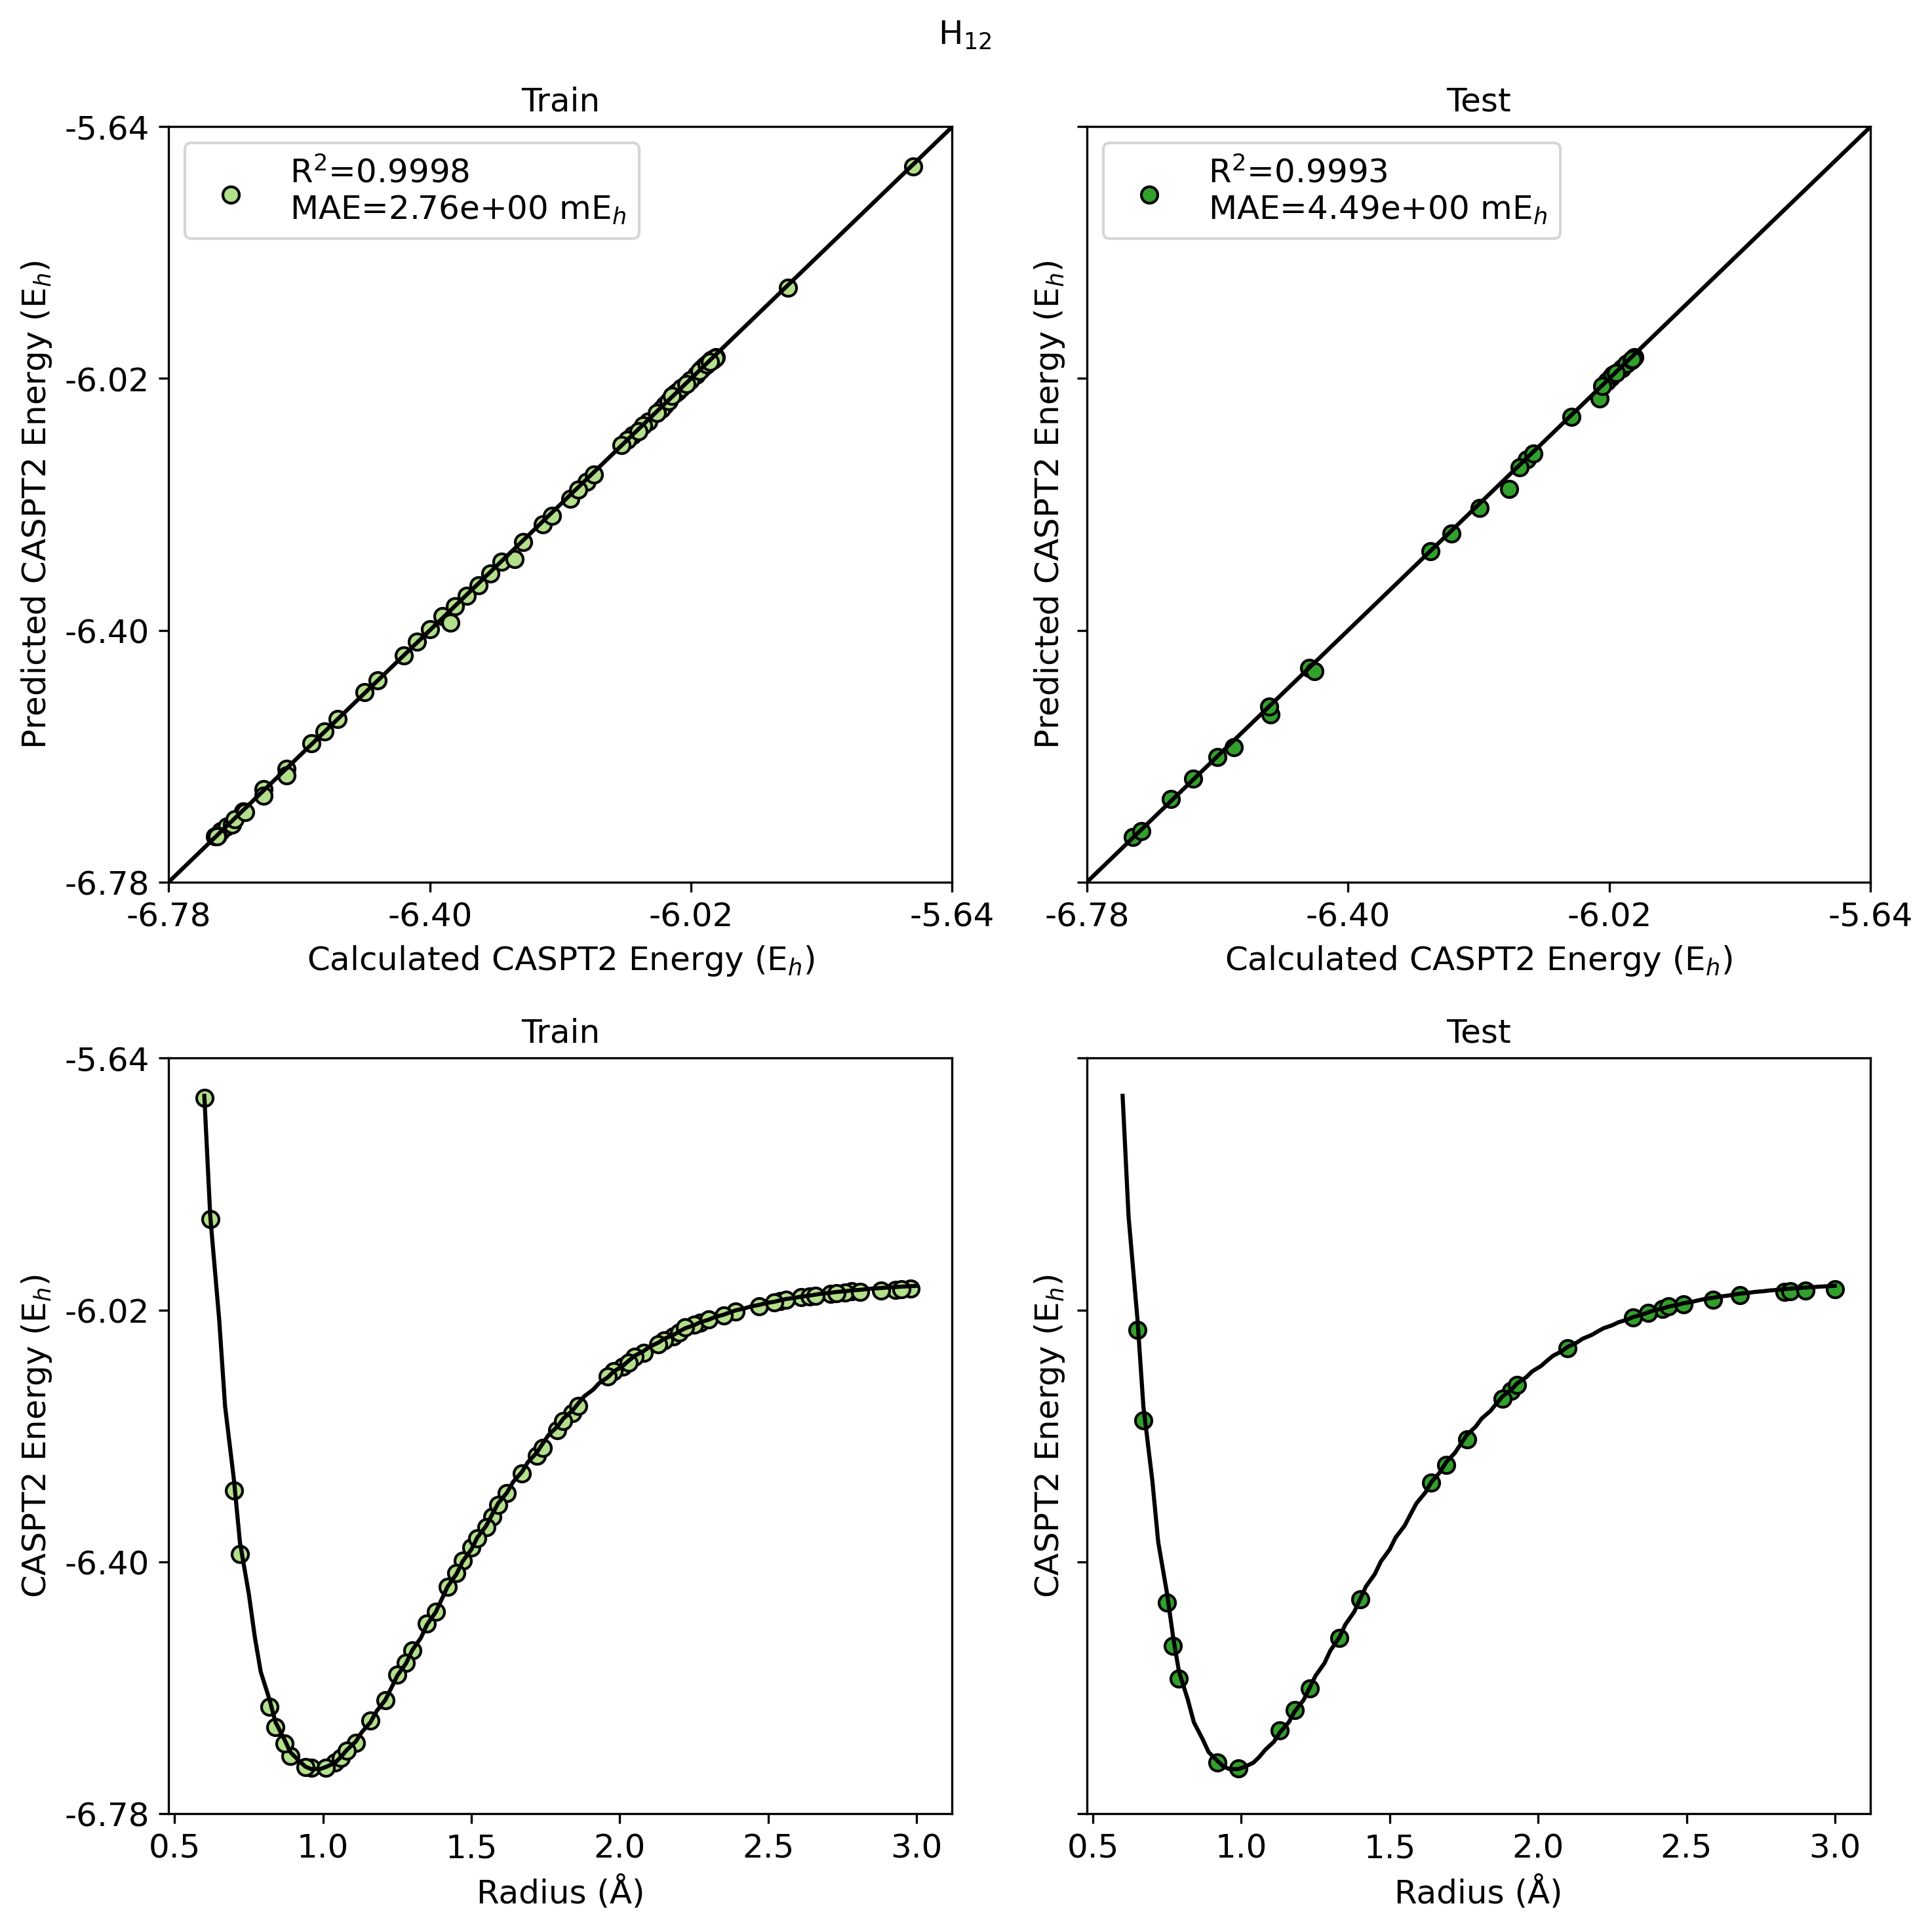 H12
Train
Test
R²=0.9998
MAE=2.76e+00 mEh
R²=0.9993
MAE=4.49e+00 mEh
Predicted CASPT2 Energy (Eh)
-5.64
-6.02
-6.40
-6.78
-6.78 -6.40 -6.02 -5.64
Calculated CASPT2 Energy (Eh)
Predicted CASPT2 Energy (Eh)
-6.78 -6.40 -6.02 -5.64
Calculated CASPT2 Energy (Eh)
Train
Test
CASPT2 Energy (Eh)
-5.64
-6.02
-6.40
-6.78
0.5 1.0 1.5 2.0 2.5 3.0
Radius (Å)
CASPT2 Energy (Eh)
0.5 1.0 1.5 2.0 2.5 3.0
Radius (Å)